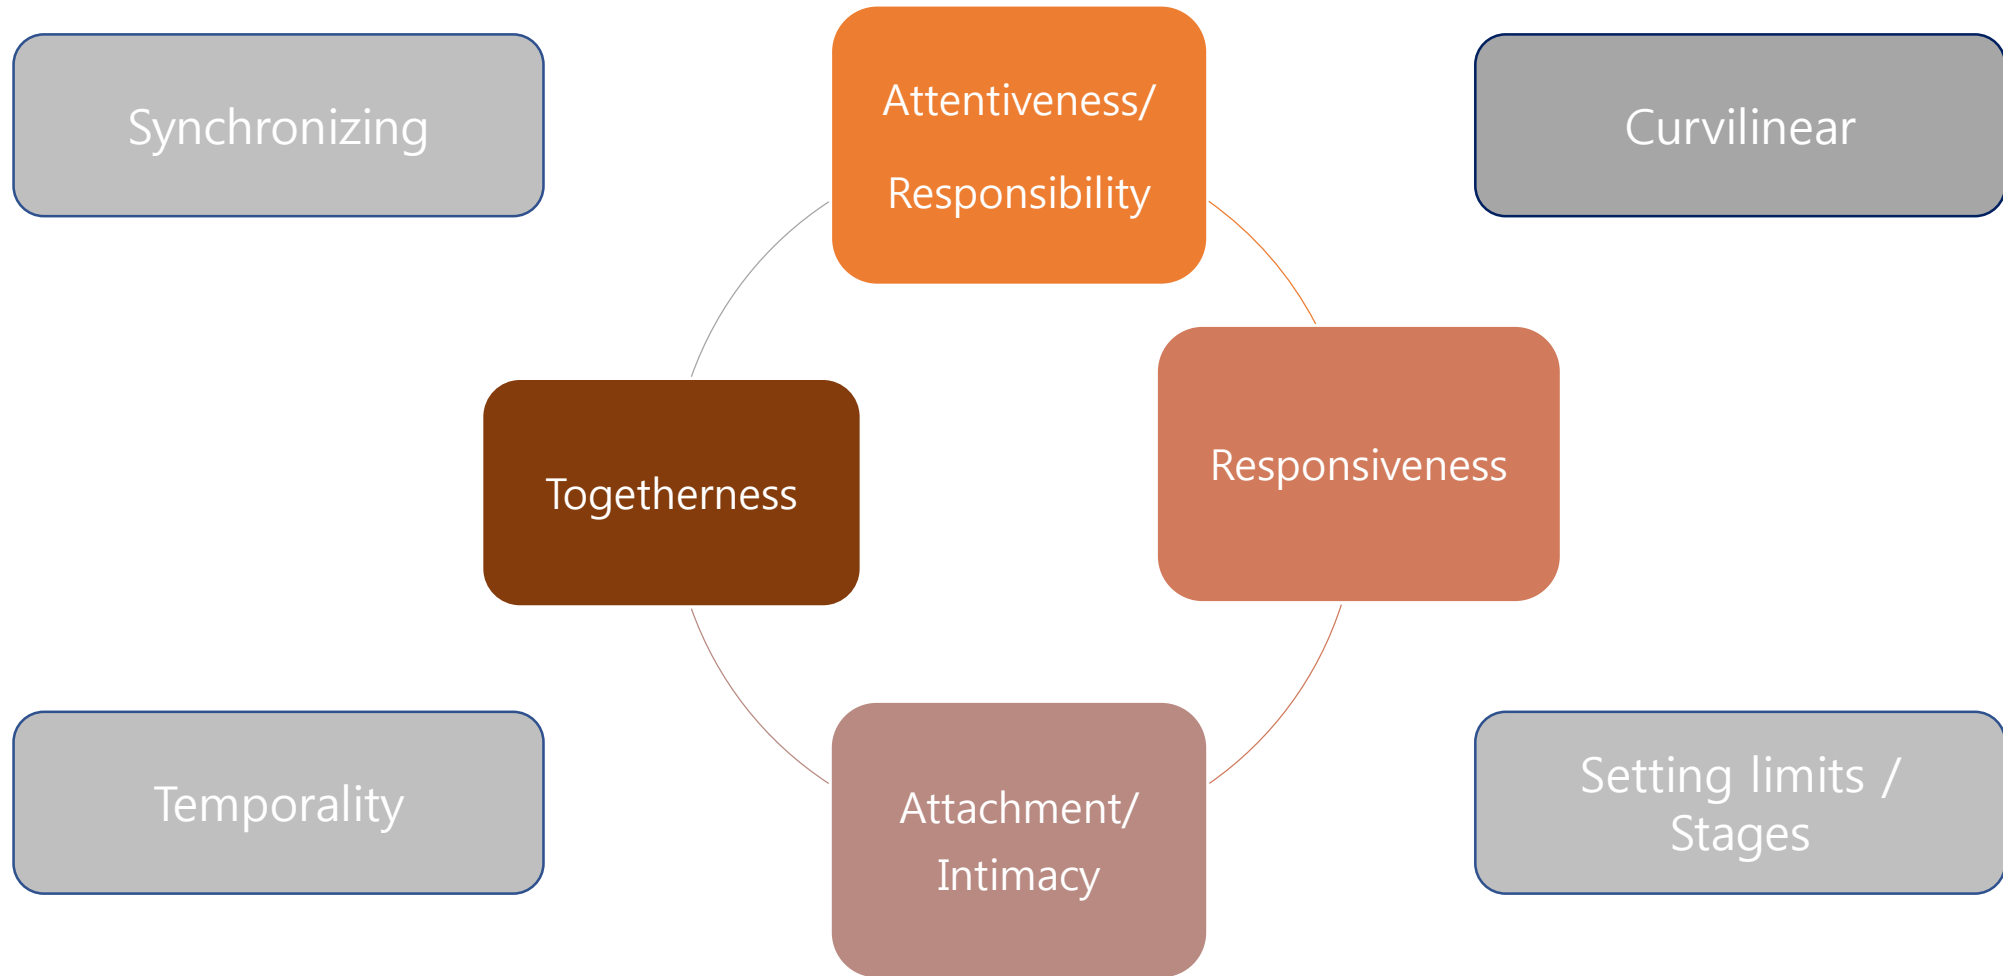 Synchronizing
Attentiveness/
Responsibility
Curvilinear
Togetherness
Responsiveness
Temporality
Attachment/
Intimacy
Setting limits /
Stages